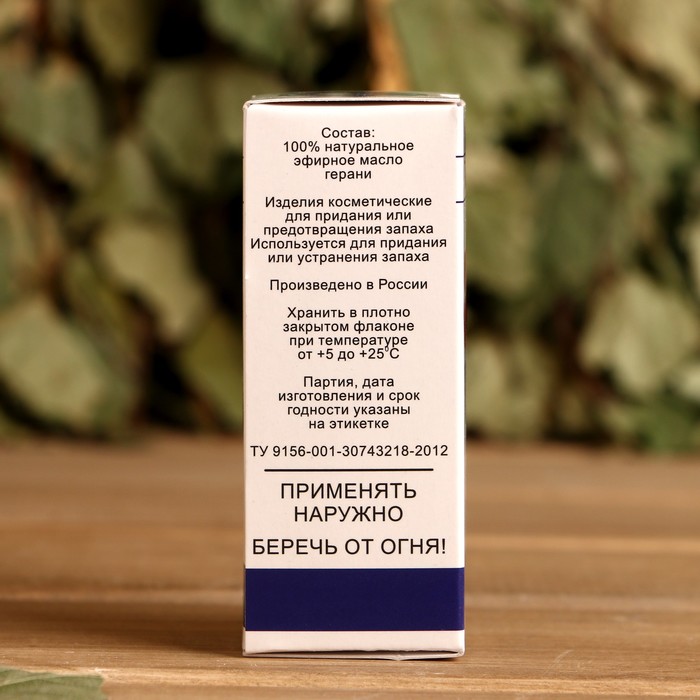 Состав:
100% натуральное
эфирное масло
герани
Изделия косметические
для придания или
предотвращения запаха
Используется для придания
или устранения запаха
Произведено в России
Хранить в плотно
закрытом флаконе
при температуре
от +5 до +25°С
Партия, дата
изготовления и срок
годности указаны
на этикетке
ТУ 9156-001-30743218-2012
ПРИМЕНЯТЬ
НАРУЖНО
БЕРЕЧЬ ОТ ОГНЯ!